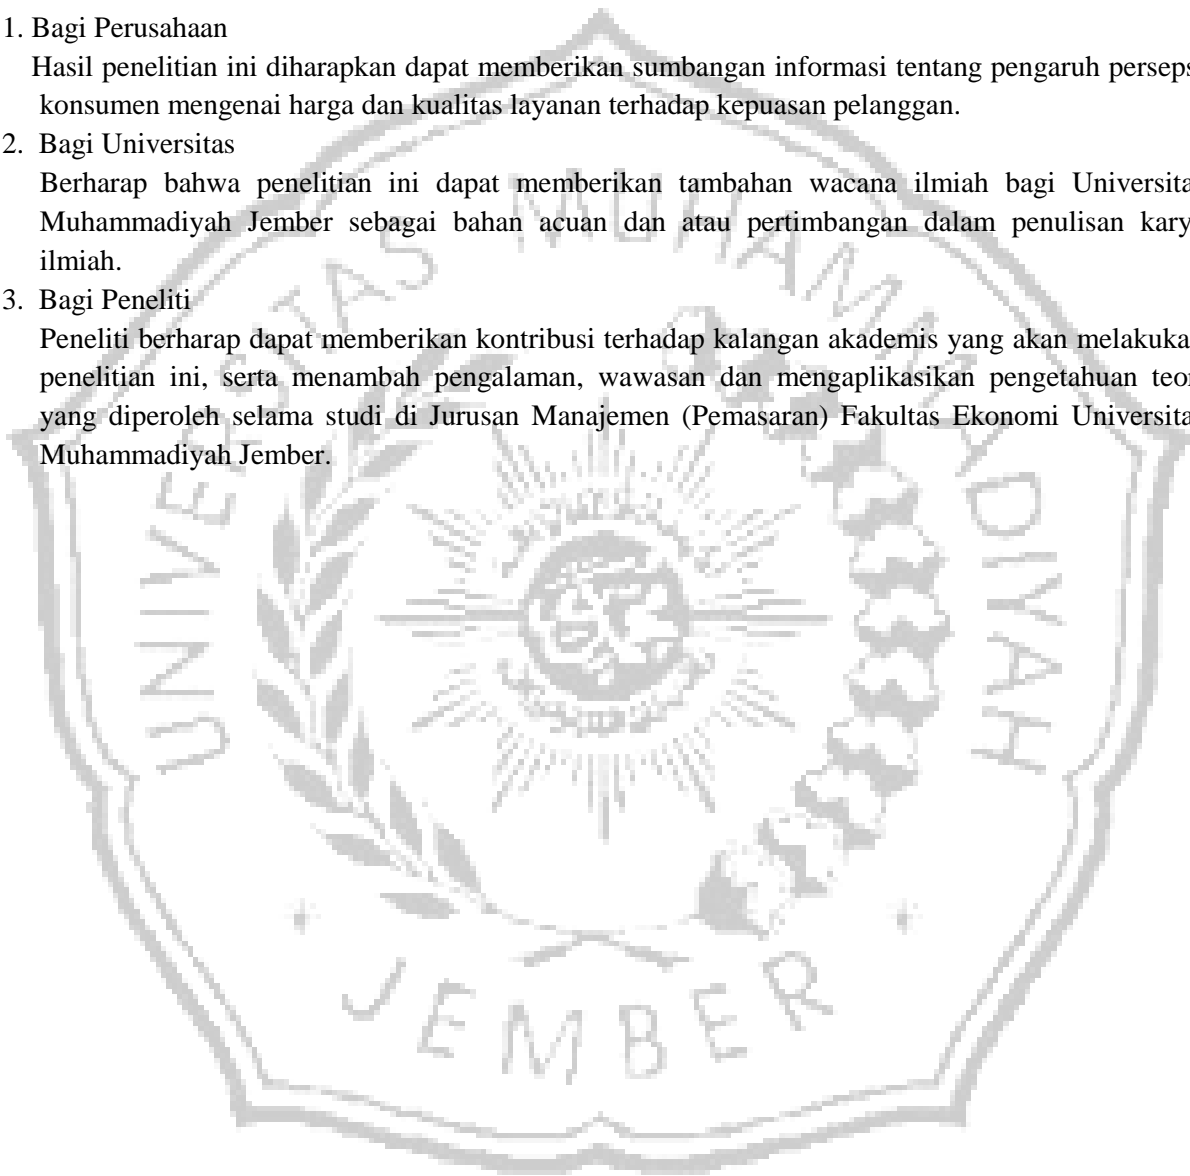 1. Bagi Perusahaan
Hasil penelitian ini diharapkan dapat memberikan sumbangan informasi tentang pengaruh perseps
konsumen mengenai harga dan kualitas layanan terhadap kepuasan pelanggan.
2. Bagi Universitas
Berharap bahwa penelitian ini dapat memberikan tambahan wacana ilmiah bagi Universita
Muhammadiyah Jember sebagai bahan acuan dan atau pertimbangan dalam penulisan kary
ilmiah.
3. Bagi Peneliti
Peneliti berharap dapat memberikan kontribusi terhadap kalangan akademis yang akan melakuka
penelitian ini, serta menambah pengalaman, wawasan dan mengaplikasikan pengetahuan teor
yang diperoleh selama studi di Jurusan Manajemen (Pemasaran) Fakultas Ekonomi Universita
Muhammadiyah Jember.
UNIVERSITAS MUHAMMADIYAH
JEMBER